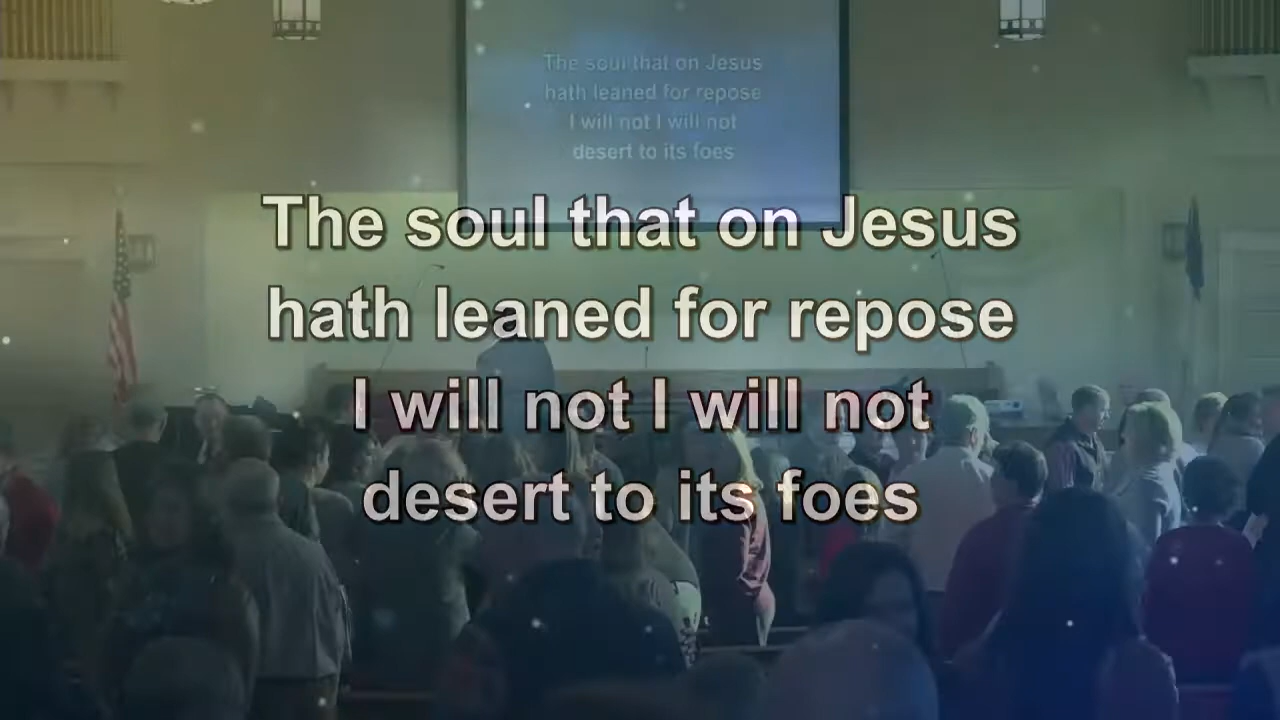 The soul that on Jesus
hath leaned for repose
I will not I will not
desert to its foes
The soul that on Jesus
hath leaned for repose
I will not I will not
desert to its foes